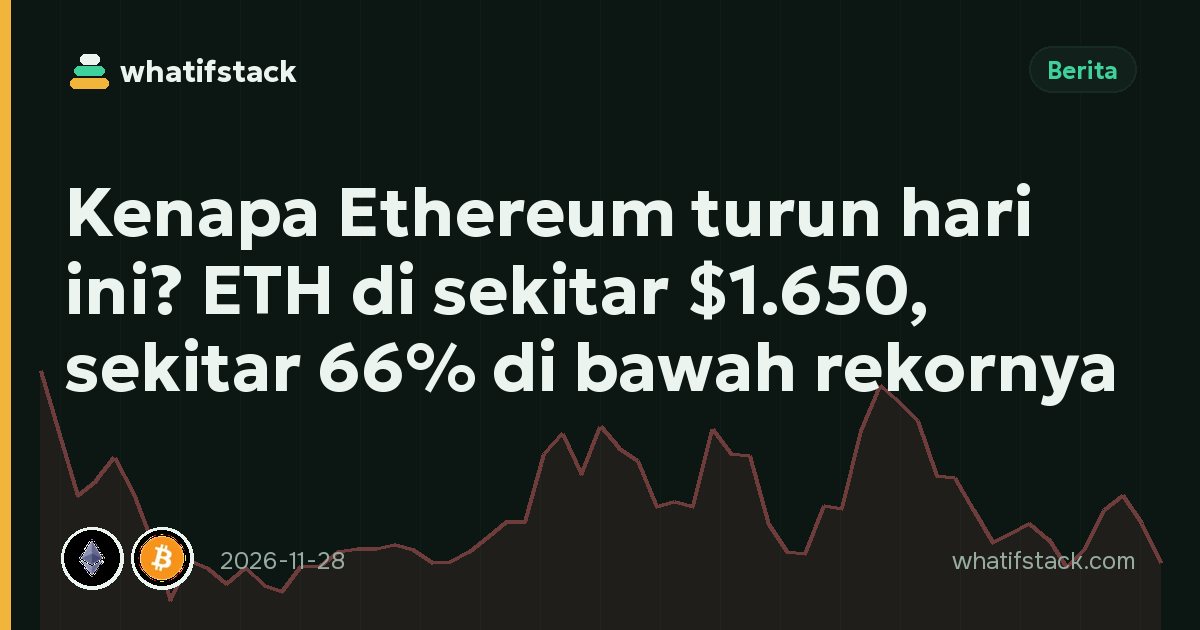 whatifstack
Berita
Kenapa Ethereum turun hari
ini? ETH di sekitar $1.650,
sekitar 66% di bawah rekornya
2026-11-28
whatifstack.com